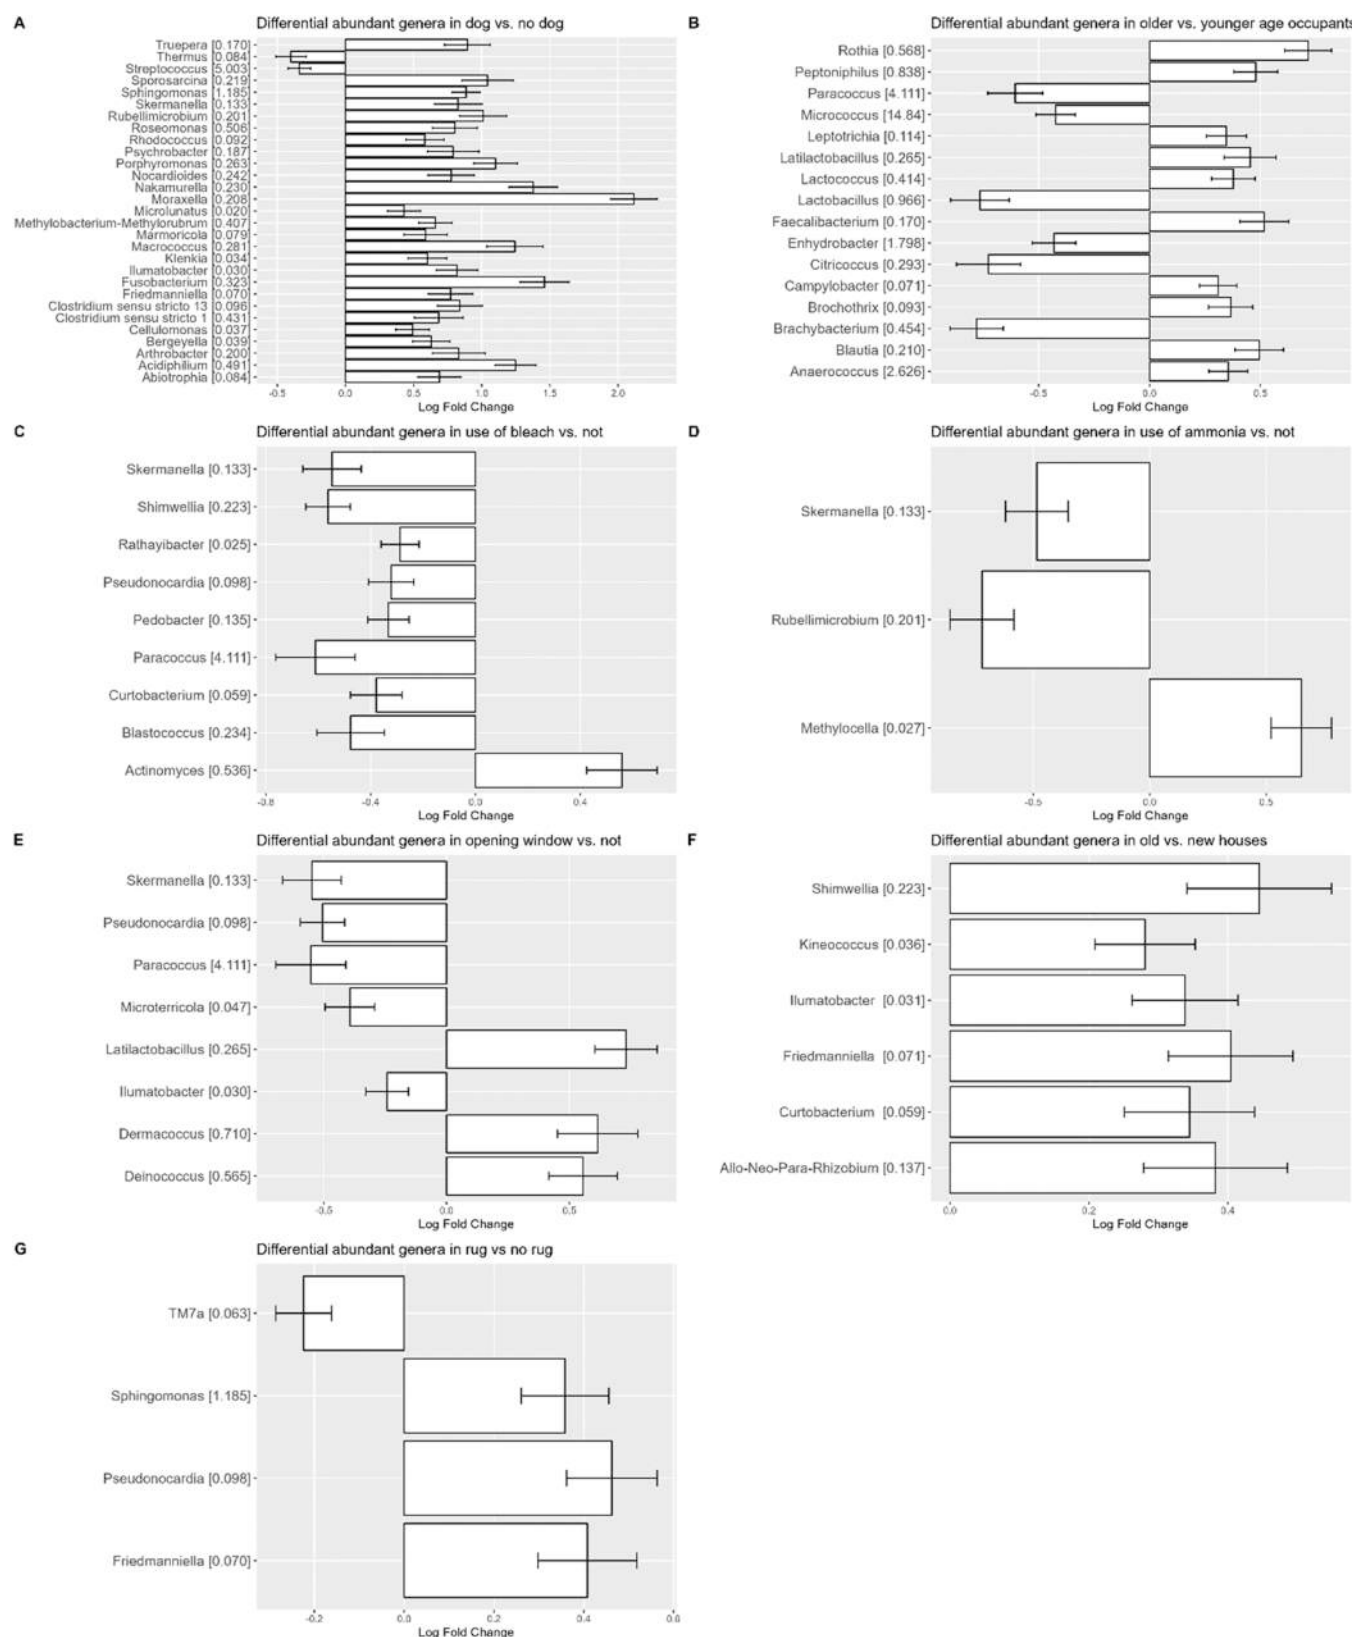 A
Differential abundant genera in dog vs. no dog
Truepera [0.170]
Thermus [0.084]
Streptococcus [5.003]
Sporosarcina [0.219]
Sphingomonas [1.185]
Skermanella [0.133]
Rubellimicrobium [0.201]
Roseomonas [0.506]
Rhodococcus [0.092]
Psychrobacter [0.187]
Porphyromonas [0.263]
Nocardioides [0.242]
Nakamurella [0.230]
Moraxella [0.208]
Microlunatus [0.020]
Methylobacterium-Methylorubrum [0.407]
Marmoricola [0.079]
Macrococcus [0.281]
Klenkia [0.034]
Ilumatobacter [0.030]
Fusobacterium [0.323]
Friedmanniella [0.070]
Clostridium sensu stricto 13 [0.096]
Clostridium sensu stricto 1 [0.431]
Cellulomonas [0.037]
Bergeyella [0.039]
Arthrobacter [0.200]
Acidiphilium [0.491]
Abiotrophia [0.084]
-0.5 0.0 0.5 1.0 1.5 2.0
Log Fold Change
B
Differential abundant genera in older vs. younger age occupants
Rothia [0.568]
Peptoniphilus [0.838]
Paracoccus [4.111]
Micrococcus [14.84]
Leptotrichia [0.114]
Latilactobacillus [0.265]
Lactococcus [0.414]
Lactobacillus [0.966]
Faecalibacterium [0.170]
Enhydrobacter [1.798]
Citricoccus [0.293]
Campylobacter [0.071]
Brochothrix [0.093]
Brachybacterium [0.454]
Blautia [0.210]
Anaerococcus [2.626]
-0.5 0.0 0.5
Log Fold Change
C
Differential abundant genera in use of bleach vs. not
Skermanella [0.133]
Shimwellia [0.223]
Rathayibacter [0.025]
Pseudonocardia [0.098]
Pedobacter [0.135]
Paracoccus [4.111]
Curtobacterium [0.059]
Blastococcus [0.234]
Actinomyces [0.536]
-0.8 -0.4 0.0 0.4
Log Fold Change
D
Differential abundant genera in use of ammonia vs. not
Skermanella [0.133]
Rubellimicrobium [0.201]
Methylocella [0.027]
-0.5 0.0 0.5
Log Fold Change
E
Differential abundant genera in opening window vs. not
Skermanella [0.133]
Pseudonocardia [0.098]
Paracoccus [4.111]
Microterricola [0.047]
Latilactobacillus [0.265]
Ilumatobacter [0.030]
Dermacoccus [0.710]
Deinococcus [0.565]
-0.5 0.0 0.5
Log Fold Change
F
Differential abundant genera in old vs. new houses
Shimwellia [0.223]
Kineococcus [0.036]
Ilumatobacter [0.031]
Friedmanniella [0.071]
Curtobacterium [0.059]
Allo-Neo-Para-Rhizobium [0.137]
0.0 0.2 0.4
Log Fold Change
G
Differential abundant genera in rug vs no rug
TM7a [0.063]
Sphingomonas [1.185]
Pseudonocardia [0.098]
Friedmanniella [0.070]
-0.2 0.0 0.2 0.4 0.6
Log Fold Change